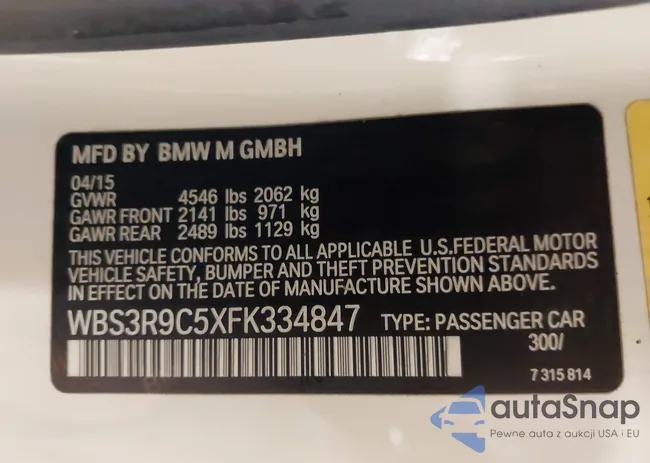 MFD BY BMW M GMBH
04/15
GVWR 4546 lbs 2062 kg
GAWR FRONT 2141 lbs 971 kg
GAWR REAR 2489 lbs 1129 kg
THIS VEHICLE CONFORMS TO ALL APPLICABLE U.S.FEDERAL MOTOR
VEHICLE SAFETY, BUMPER AND THEFT PREVENTION STANDARDS
IN EFFECT ON THE DATE OF MANUFACTURE SHOWN ABOVE.
WBS3R9C5XFK334847 TYPE: PASSENGER CAR
300/
7 315 814
autaSnap
Pewne auta z aukcji USA i EU